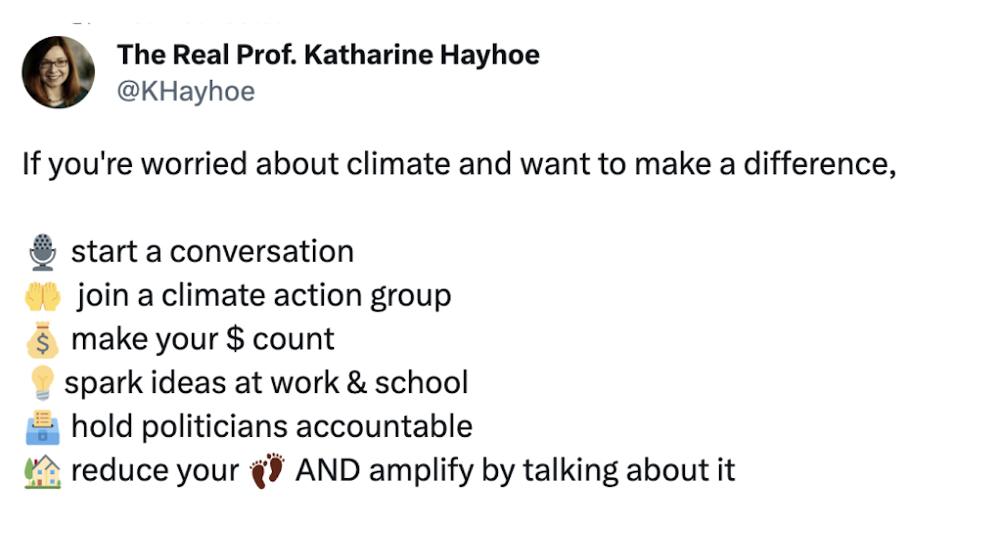 The Real Prof. Katharine Hayhoe
@KHayhoe
If you're worried about climate and want to make a difference,
🎙️ start a conversation
🤲 join a climate action group
💰 make your $ count
💡spark ideas at work & school
🗳️ hold politicians accountable
🏡 reduce your 👣 AND amplify by talking about it